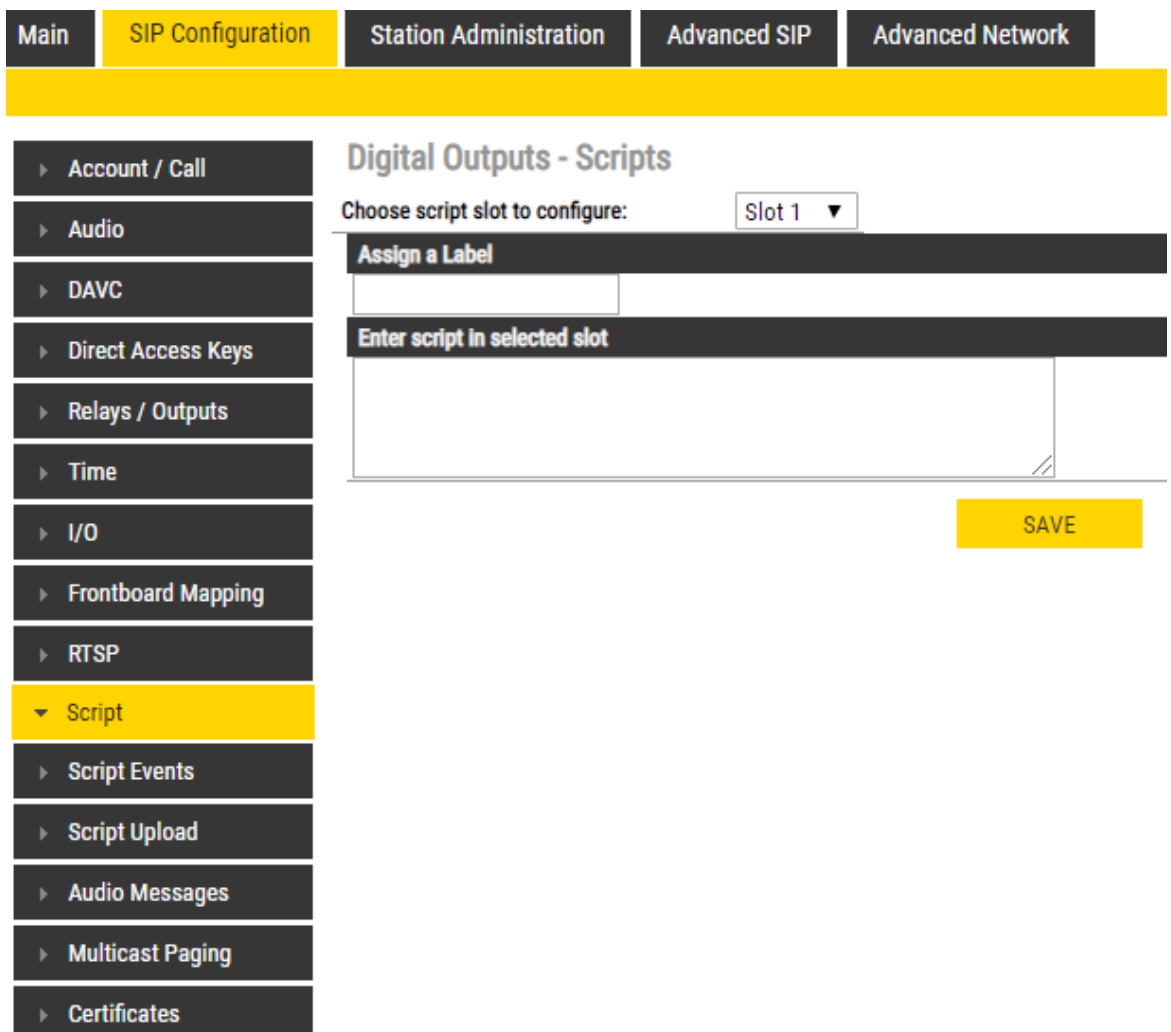 Main SIP Configuration Station Administration Advanced SIP Advanced Network
Account / Call
Audio
DAVC
Direct Access Keys
Relays / Outputs
Time
I/O
Frontboard Mapping
RTSP
Script
Script Events
Script Upload
Audio Messages
Multicast Paging
Certificates
Digital Outputs - Scripts
Choose script slot to configure: Slot 1
Assign a Label
Enter script in selected slot
SAVE